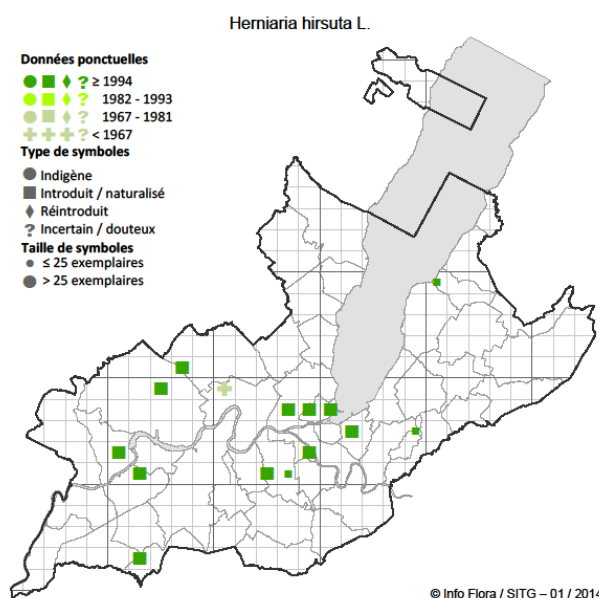 Herniaria hirsuta L.
Données ponctuelles
? ≥ 1994
? 1982 - 1993
? 1967 - 1981
? < 1967
Type de symboles
Indigène
Introduit / naturalisé
Réintroduit
? Incertain / douteux
Taille de symboles
≤ 25 exemplaires
> 25 exemplaires
© Info Flora / SITG – 01 / 2014